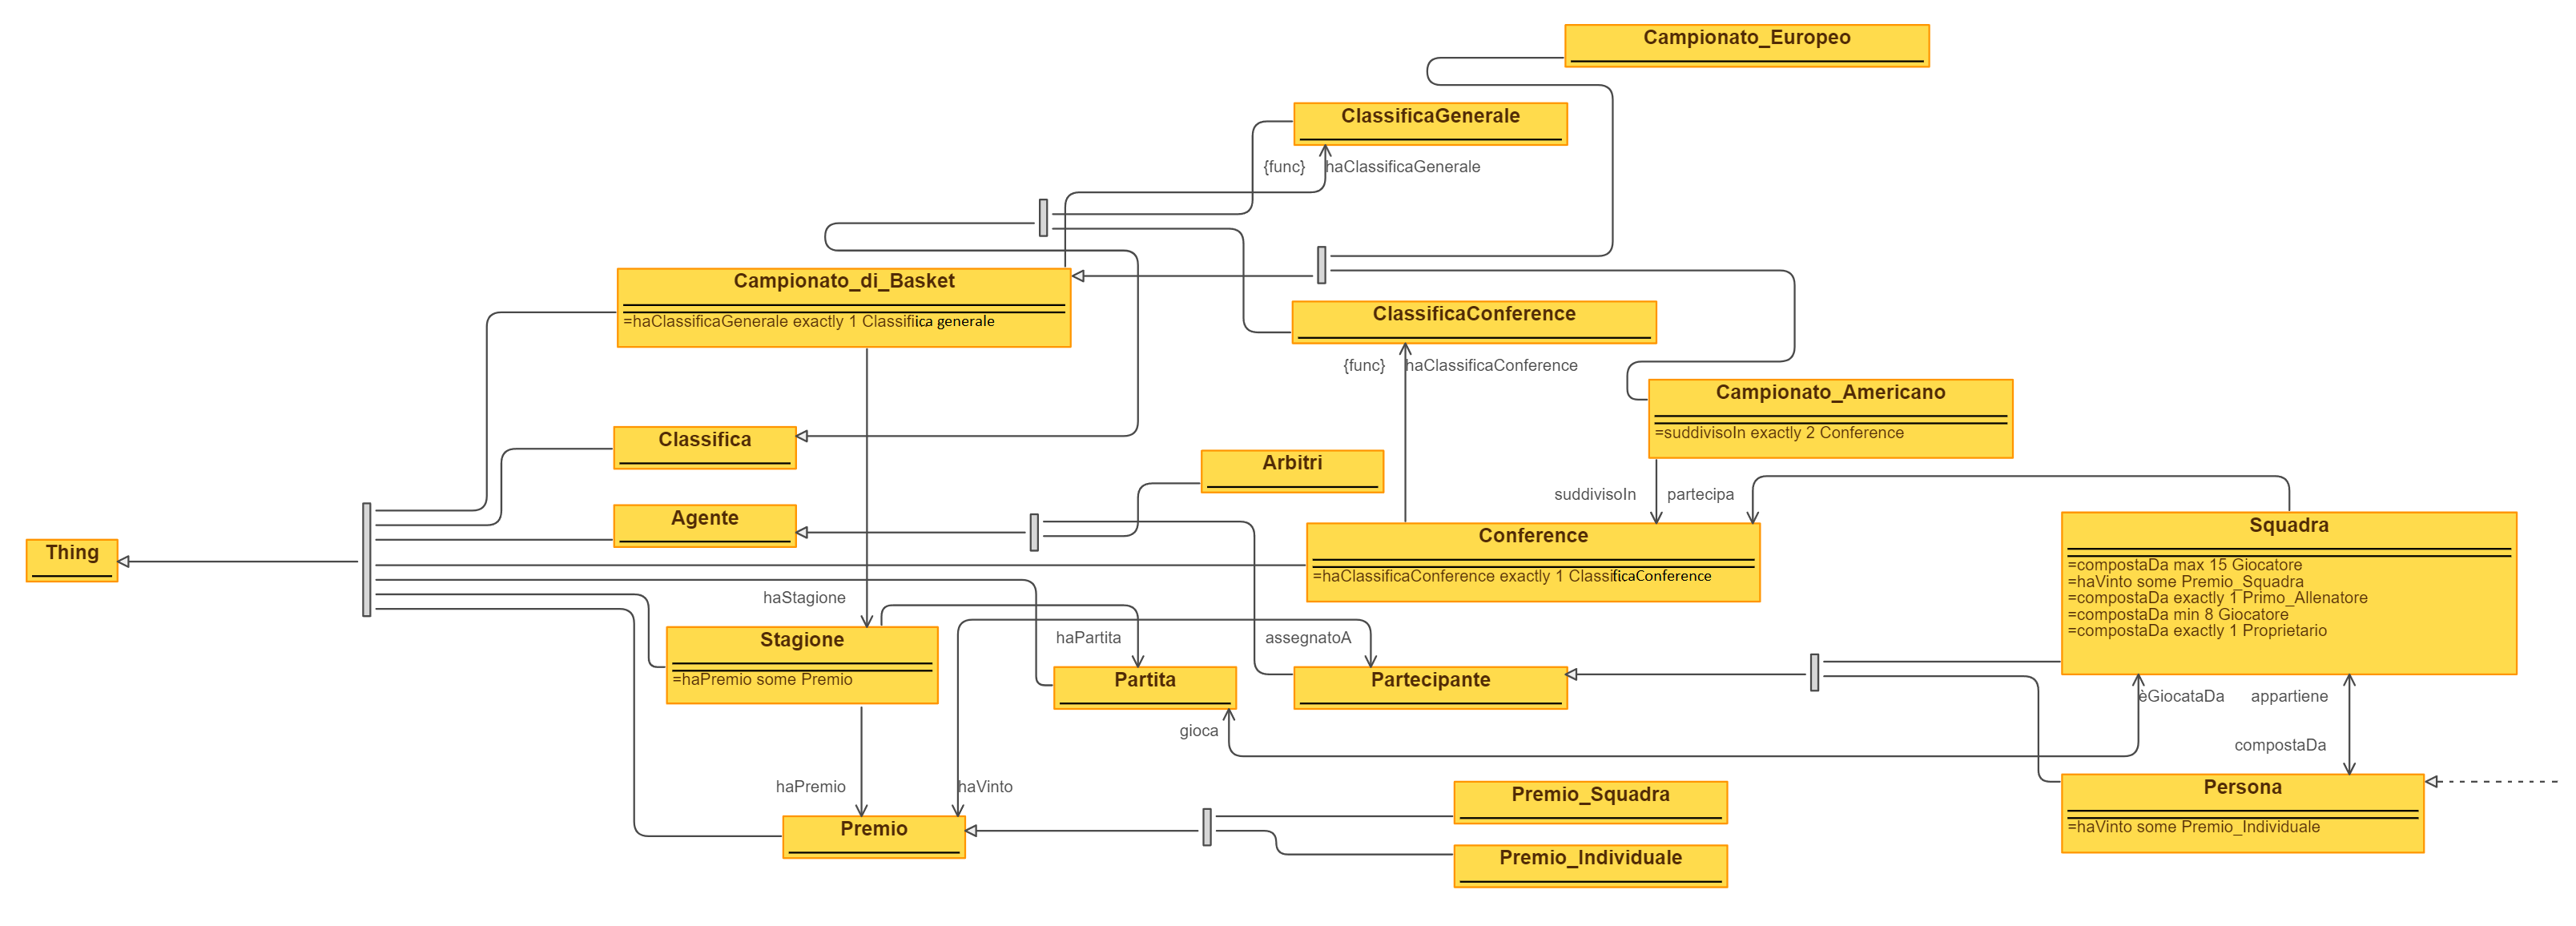 Campionato_Europeo
ClassificaGenerale
{func} haClassificaGenerale
Campionato_di_Basket
=haClassificaGenerale exactly 1 Classifiica generale
ClassificaConference
{func} haClassificaConference
Campionato_Americano
=suddivisoIn exactly 2 Conference
Classifica
Arbitri
suddivisoIn partecipa
Agente
Squadra
=compostaDa max 15 Giocatore
=haVinto some Premio_Squadra
=compostaDa exactly 1 Primo_Allenatore
=compostaDa min 8 Giocatore
=compostaDa exactly 1 Proprietario
Conference
=haClassificaConference exactly 1 ClassificaConference
Thing
haStagione
Stagione
=haPremio some Premio
haPartita
assegnatoA
Partita
Partecipante
èGiocataDa appartiene
gioca
compostaDa
haPremio haVinto
Premio_Squadra
Persona
=haVinto some Premio_Individuale
Premio
Premio_Individuale